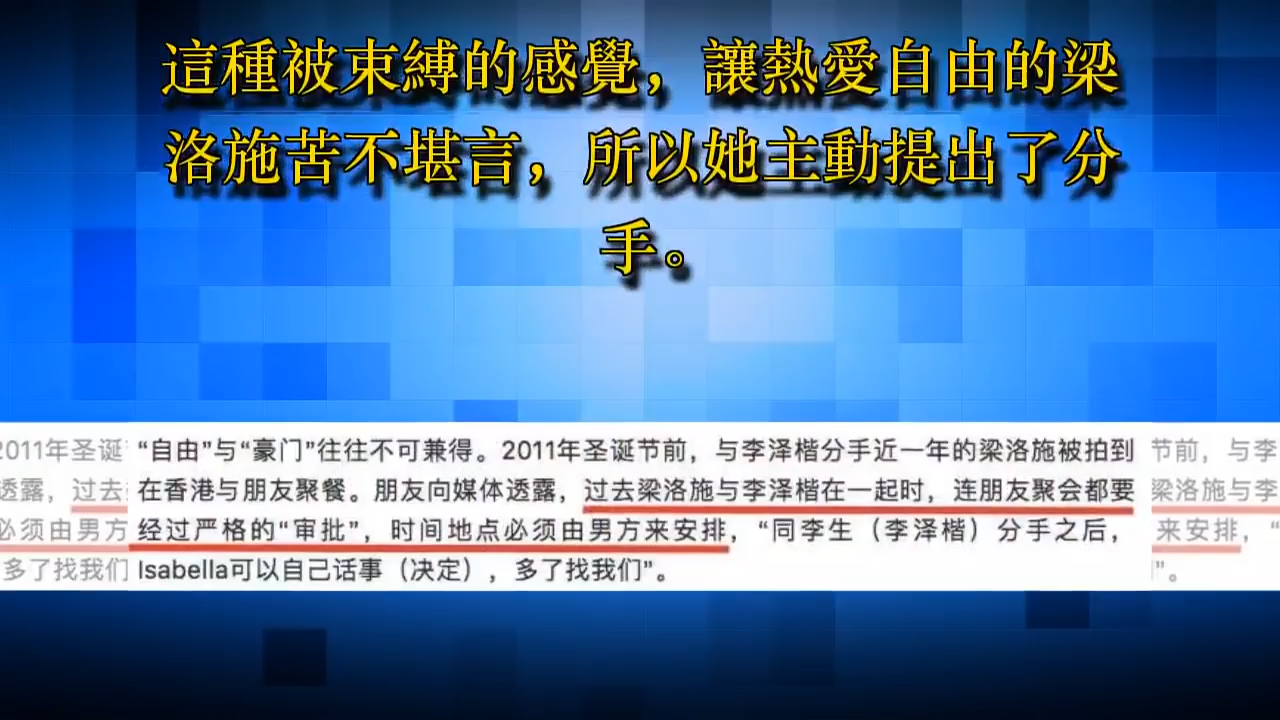 這種被束縛的感覺，讓熱愛自由的梁
洛施苦不堪言，所以她主動提出了分
手。
“自由”与“豪门”往往不可兼得。2011年圣诞节前，与李泽楷分手近一年的梁洛施被拍到
在香港与朋友聚餐。朋友向媒体透露，过去梁洛施与李泽楷在一起时，连朋友聚会都要
经过严格的“审批”，时间地点必须由男方来安排，“同李生（李泽楷）分手之后，
Isabella可以自己话事（决定），多了找我们”。